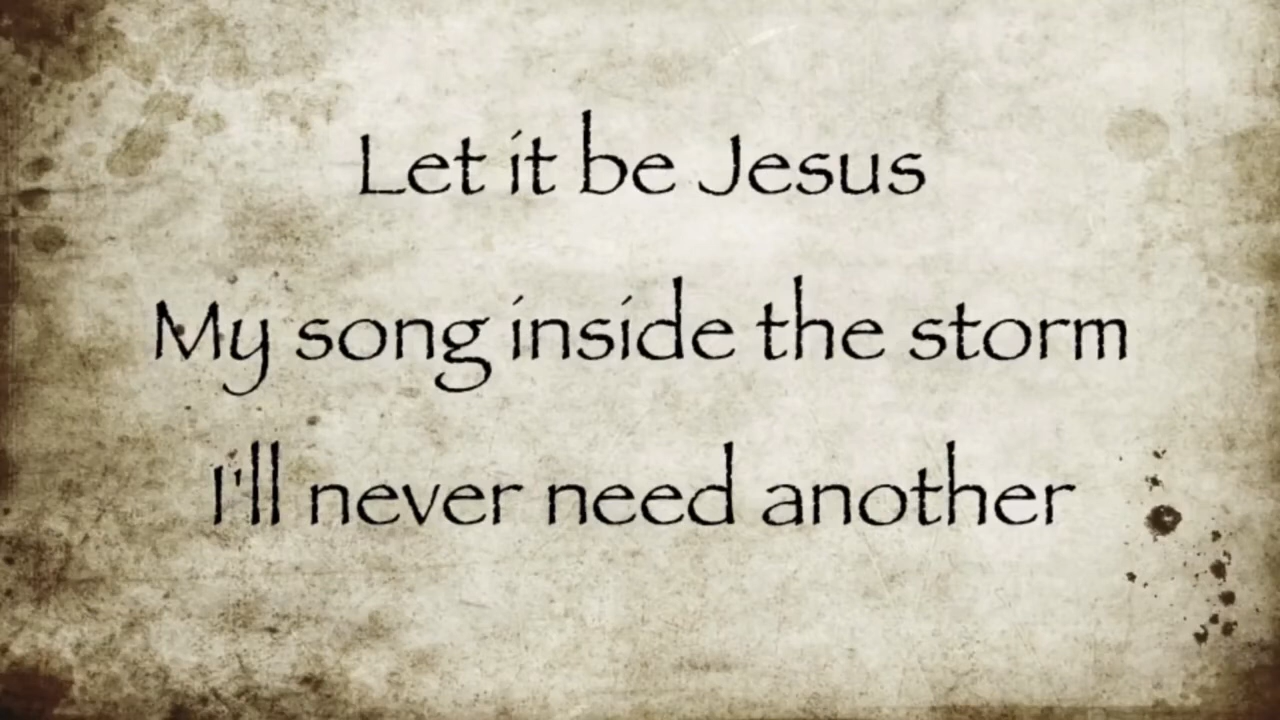 Let it be Jesus
My song inside the storm
I'll never need another